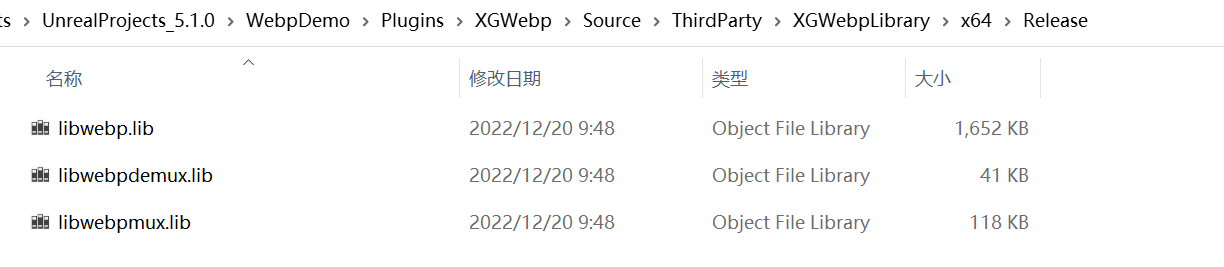 ts > UnrealProjects_5.1.0 > WebpDemo > Plugins > XGWebp > Source > ThirdParty > XGWebpLibrary > x64 > Release
名称 修改日期 类型 大小
libwebp.lib 2022/12/20 9:48 Object File Library 1,652 KB
libwebpdemux.lib 2022/12/20 9:48 Object File Library 41 KB
libwebpmux.lib 2022/12/20 9:48 Object File Library 118 KB